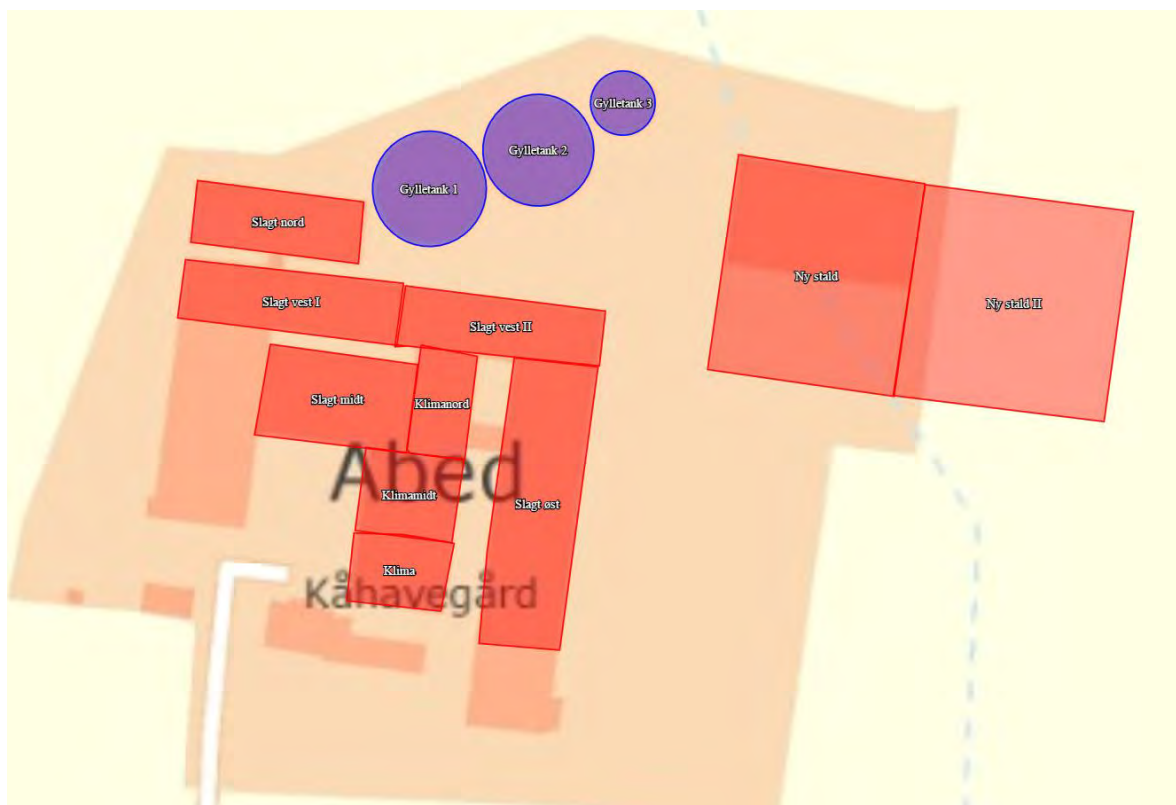 Gylletank 3
Gylletank 2
Gylletank 1
Slagt nord
Ny stald
Ny stald II
Slagt vest I
Slagt vest II
Slagt midt
Klimanord
Abed
Klimamidt
Slagt øst
Klima
Kåhavegård